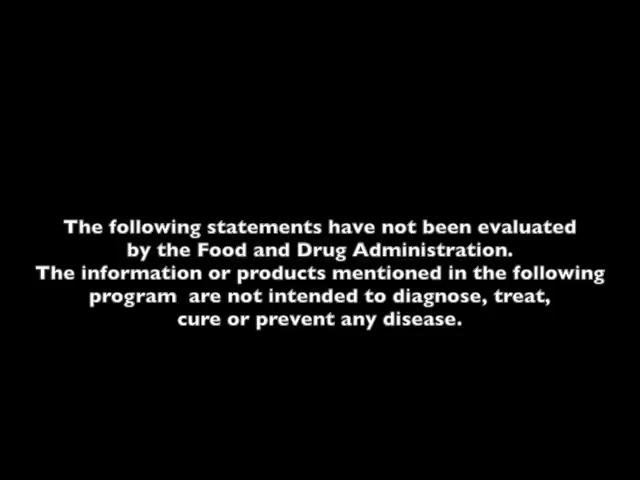 The following statements have not been evaluated
by the Food and Drug Administration.
The information or products mentioned in the following
program are not intended to diagnose, treat,
cure or prevent any disease.